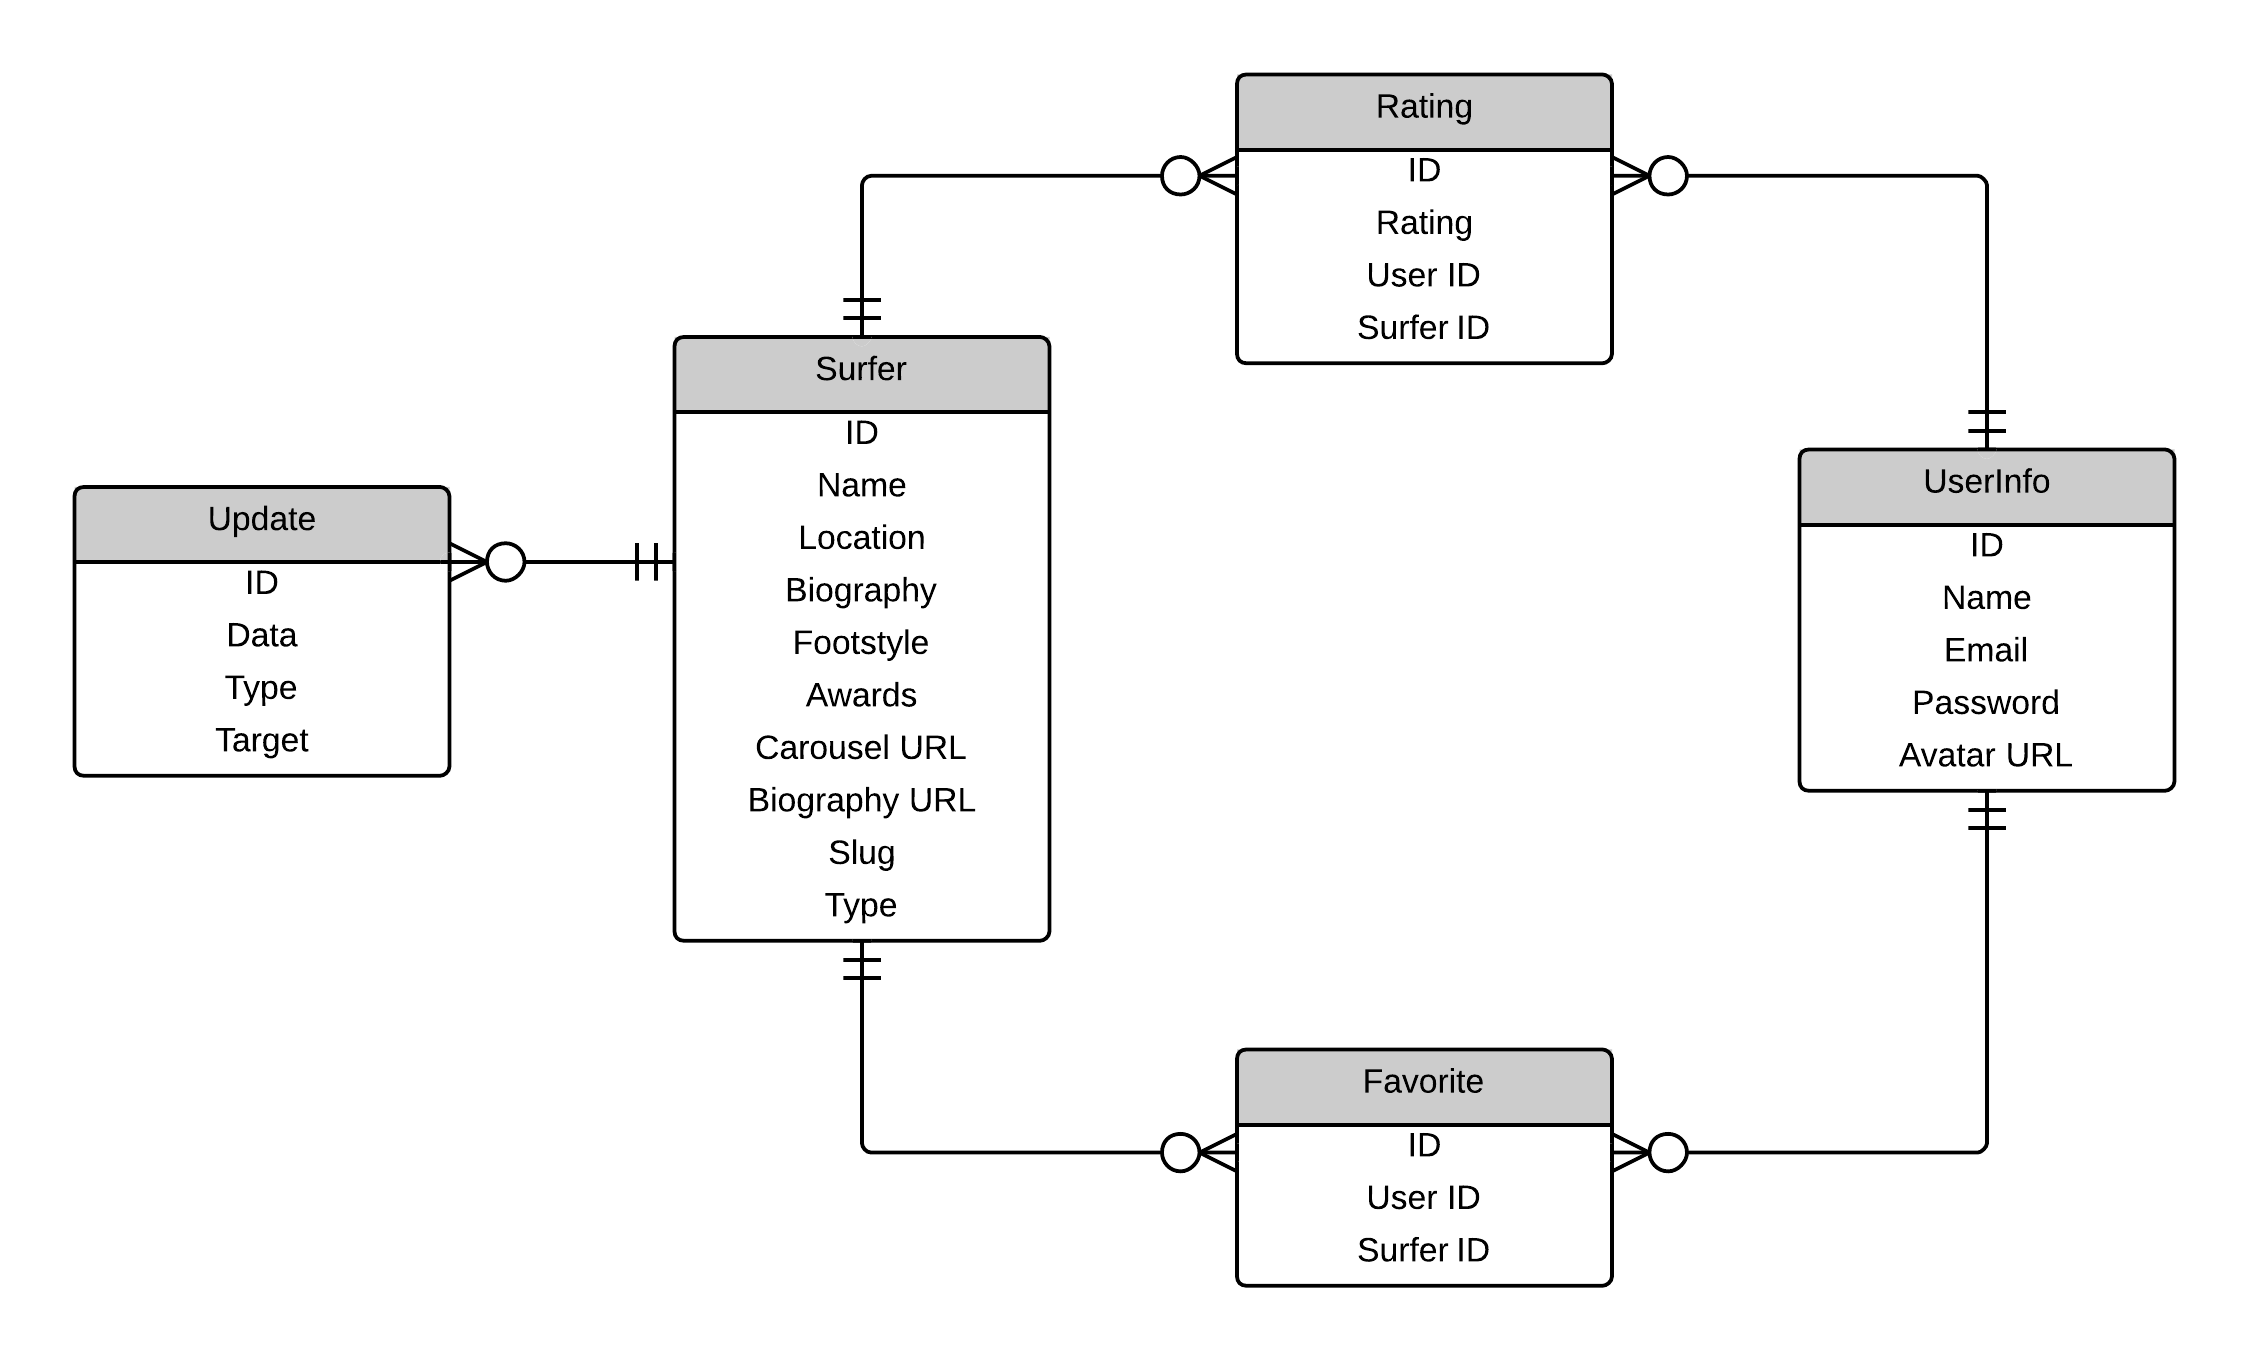 Rating
ID
Rating
User ID
Surfer ID
Surfer
ID
Name
Location
Biography
Footstyle
Awards
Carousel URL
Biography URL
Slug
Type
Update
ID
Data
Type
Target
UserInfo
ID
Name
Email
Password
Avatar URL
Favorite
ID
User ID
Surfer ID